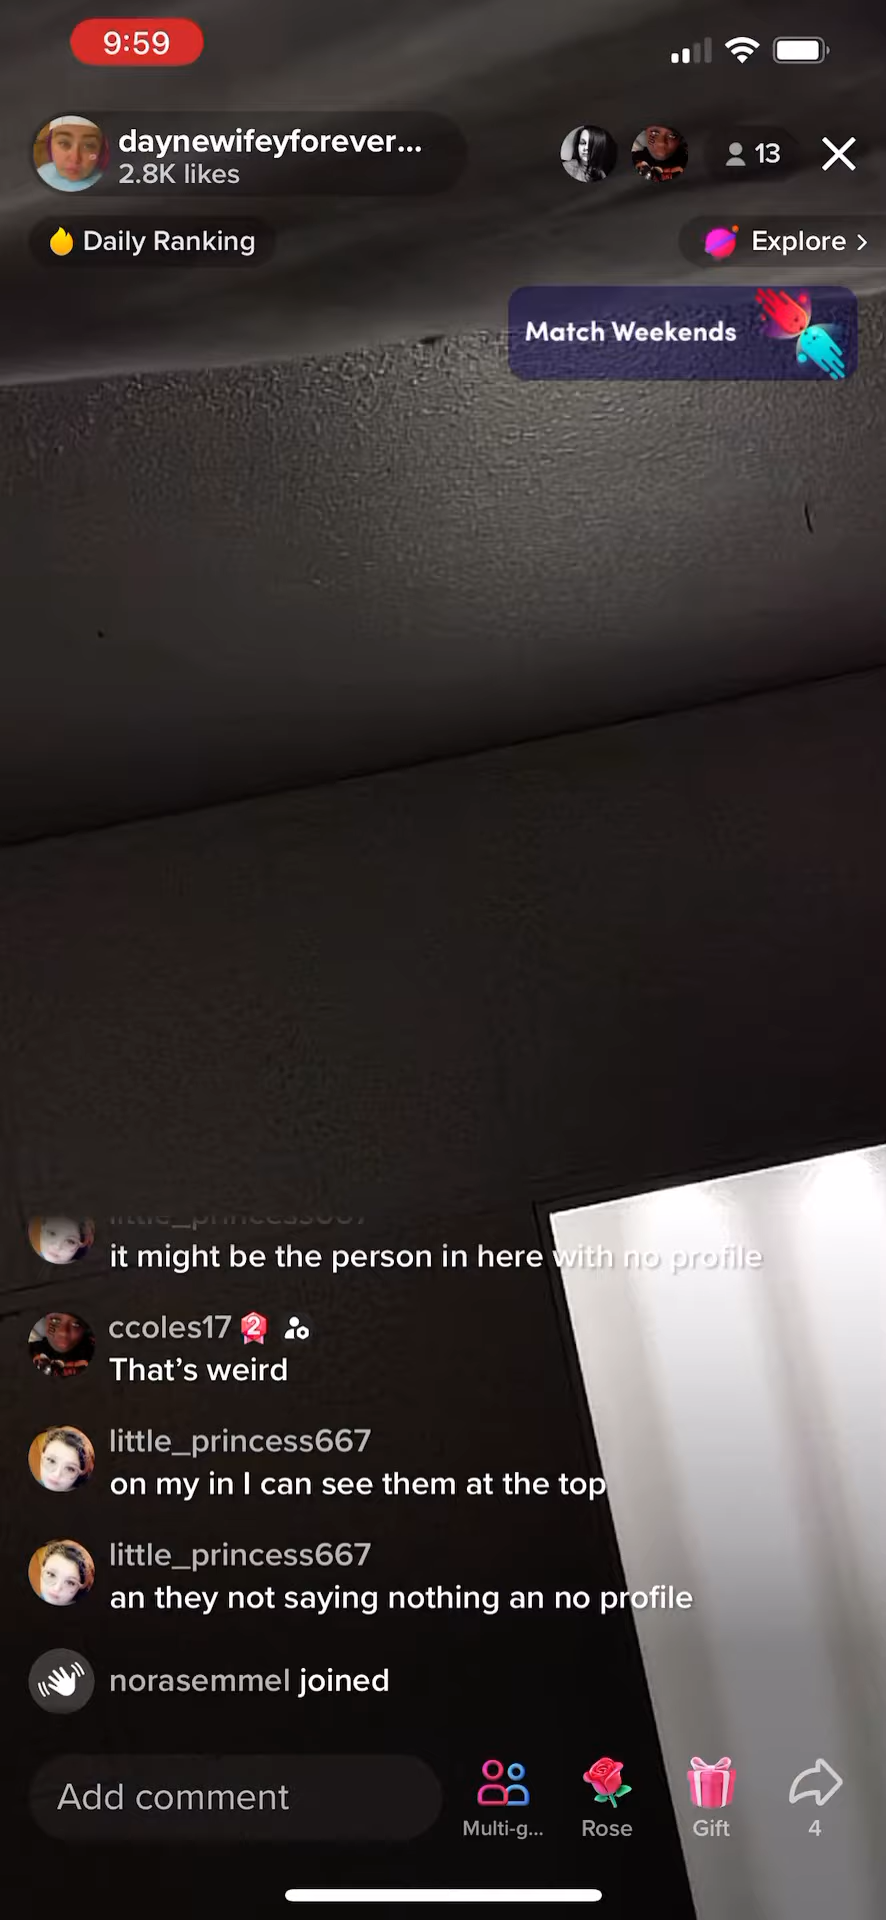 9:59
daynewifeyforever...
2.8K likes
13
Daily Ranking
Explore >
Match Weekends
little_princess667
it might be the person in here with no profile
ccoles17 2
That's weird
little_princess667
on my in I can see them at the top
little_princess667
an they not saying nothing an no profile
norasemmel joined
Add comment
Multi-g...
Rose
Gift
4